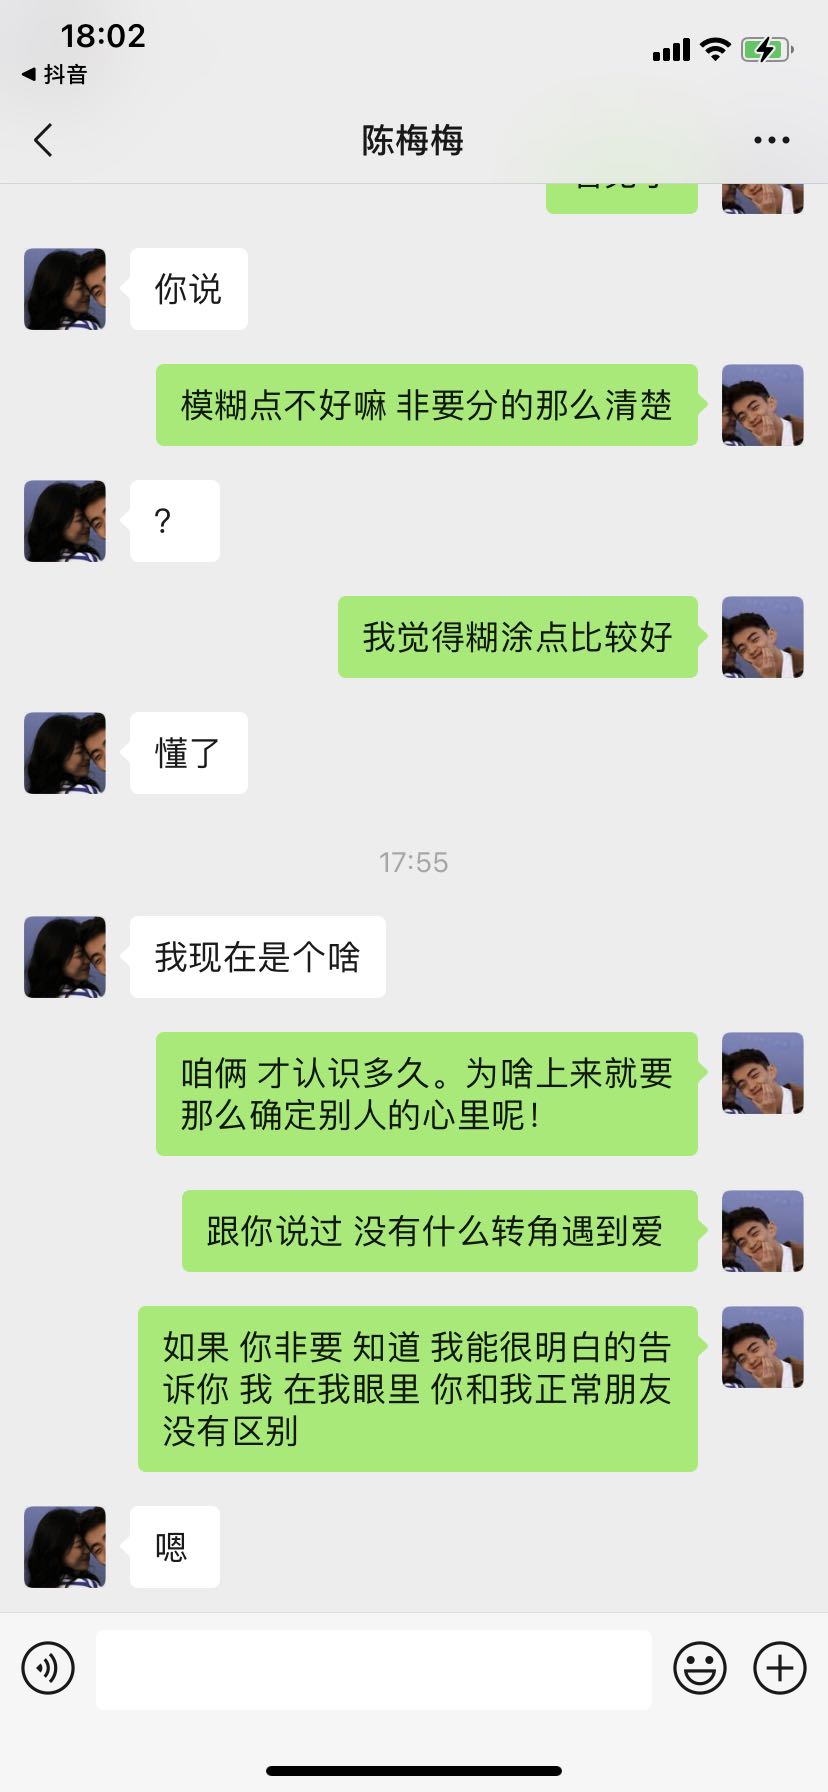 18:02
抖音
陈梅梅
你说
模糊点不好嘛 非要分的那么清楚
?
我觉得糊涂点比较好
懂了
17:55
我现在是个啥
咱俩 才认识多久。为啥上来就要
那么确定别人的心里呢!
跟你说过 没有什么转角遇到爱
如果 你非要 知道 我能很明白的告
诉你 我 在我眼里 你和我正常朋友
没有区别
嗯